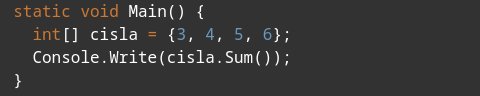 static void Main() {
  int[] cisla = {3, 4, 5, 6};
  Console.Write(cisla.Sum());
}